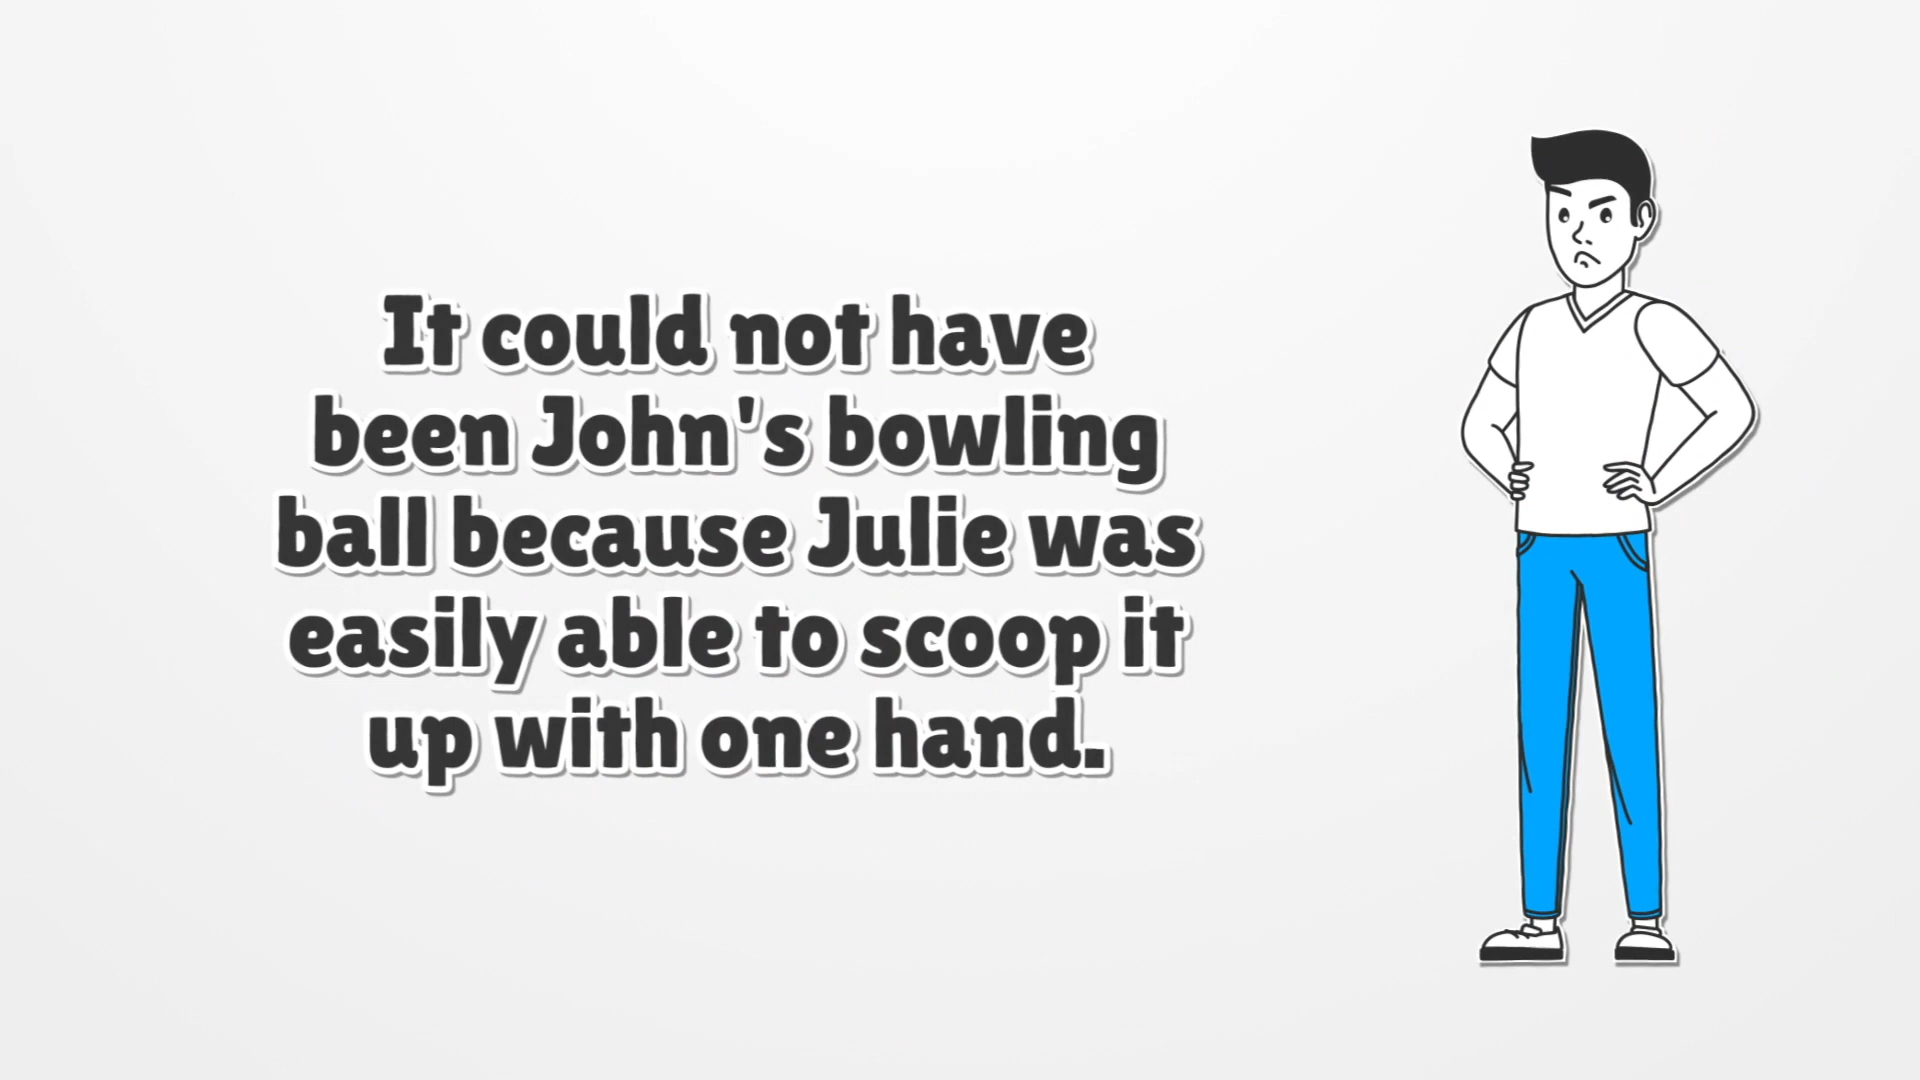 It could not have
been John's bowling
ball because Julie was
easily able to scoop it
up with one hand.